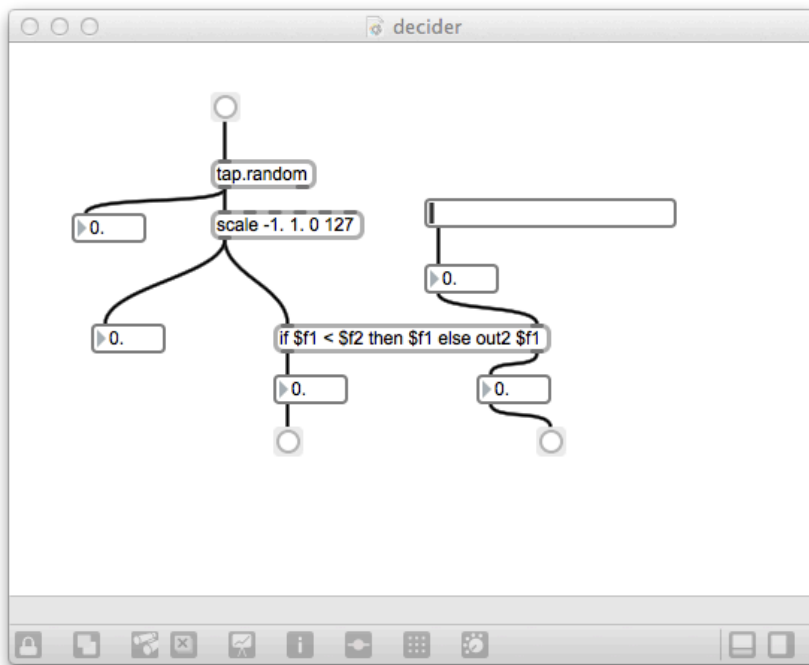 decider
tap.random
0.
scale -1. 1. 0 127
0.
0.
if $f1 < $f2 then $f1 else out2 $f1
0.
0.